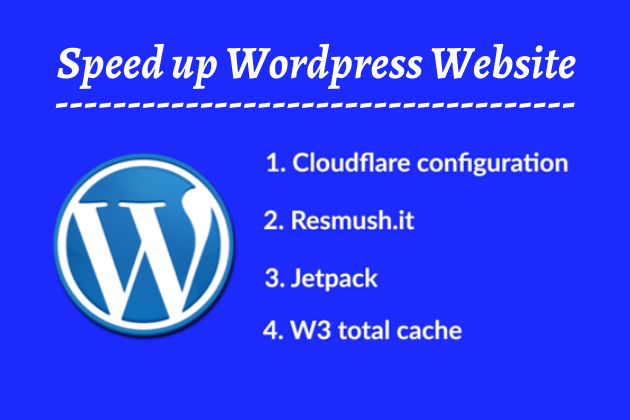 Speed up Wordpress Website
1. Cloudflare configuration
2. Resmush.it
3. Jetpack
4. W3 total cache